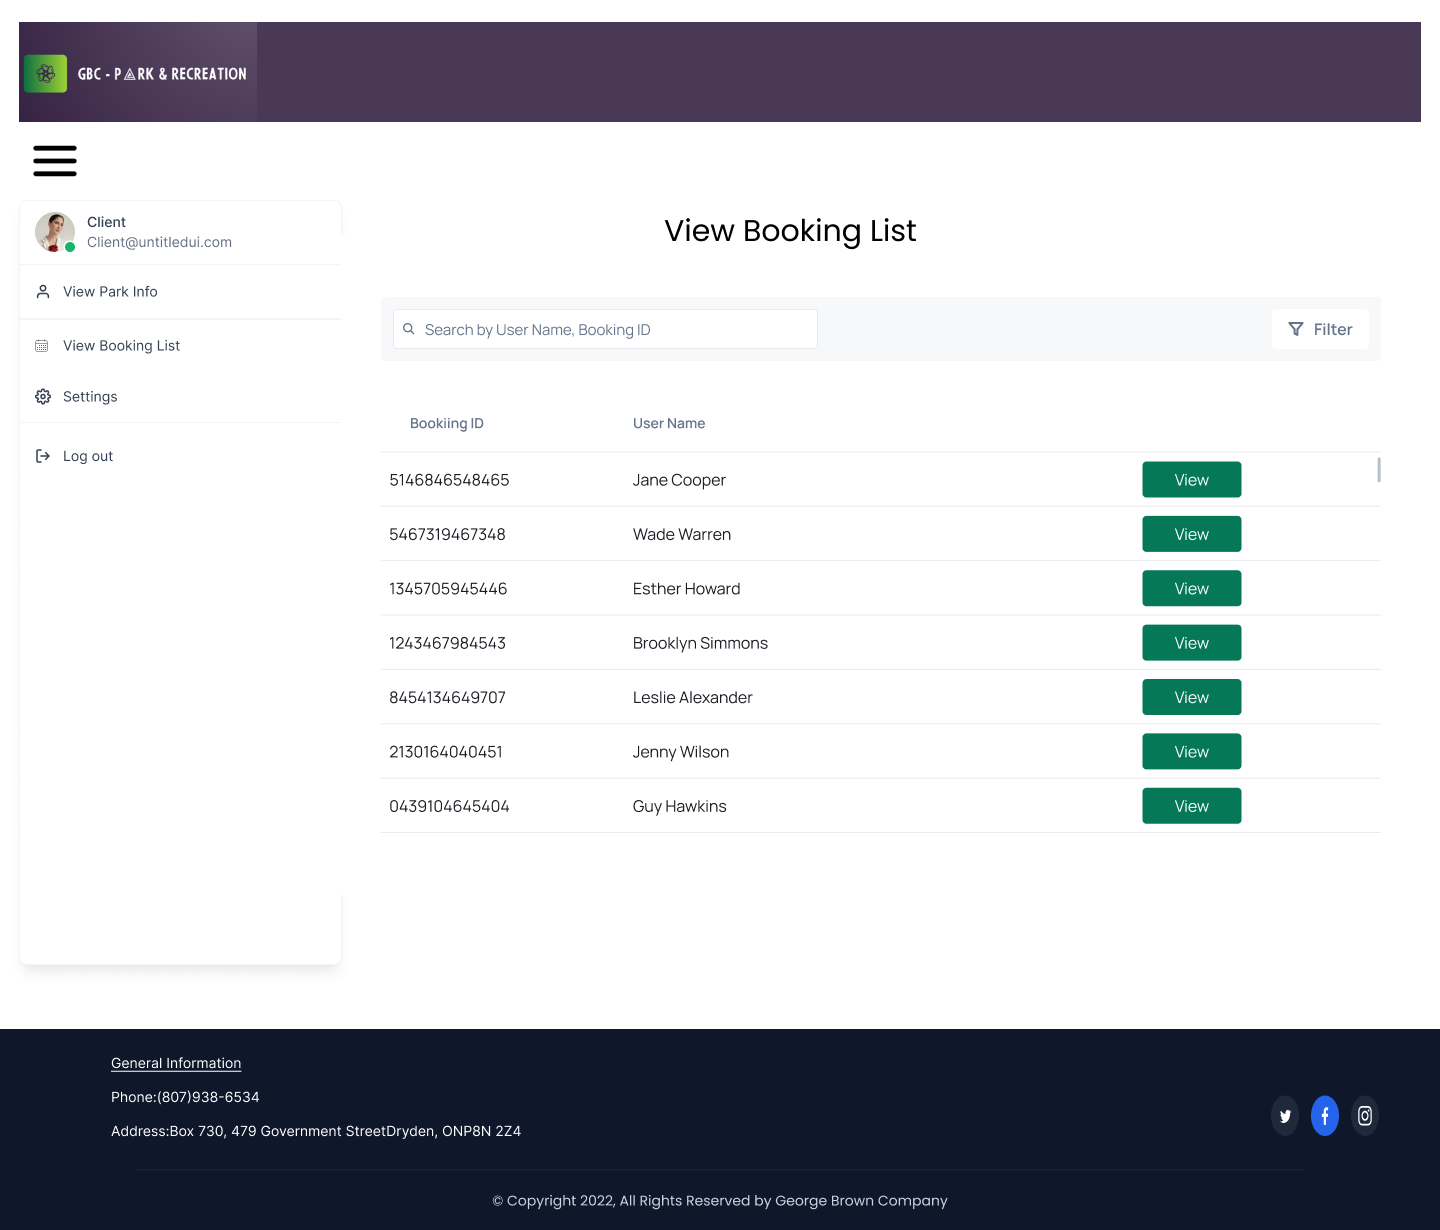 GBC - PARK & RECREATION
Client
Client@untitledui.com
View Park Info
View Booking List
Settings
Log out
View Booking List
Search by User Name, Booking ID
Filter
Bookiing ID User Name
5146846548465 Jane Cooper View
5467319467348 Wade Warren View
1345705945446 Esther Howard View
1243467984543 Brooklyn Simmons View
8454134649707 Leslie Alexander View
2130164040451 Jenny Wilson View
0439104645404 Guy Hawkins View
General Information
Phone:(807)938-6534
Address:Box 730, 479 Government StreetDryden, ONP8N 2Z4
© Copyright 2022, All Rights Reserved by George Brown Company